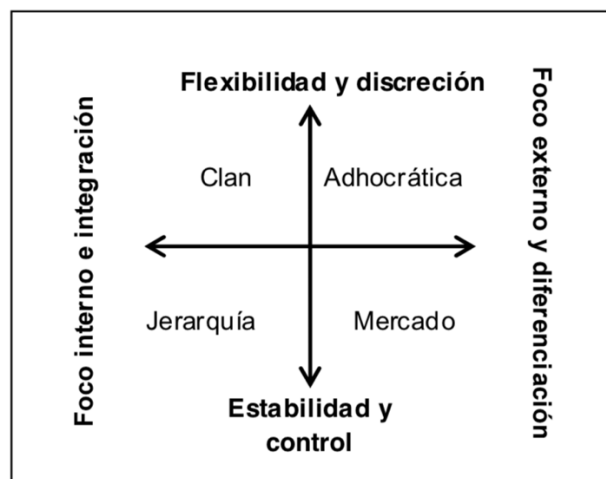 Flexibilidad y discreción
Foco interno e integración
Foco externo y diferenciación
Clan
Adhocrática
Jerarquía
Mercado
Estabilidad y
control